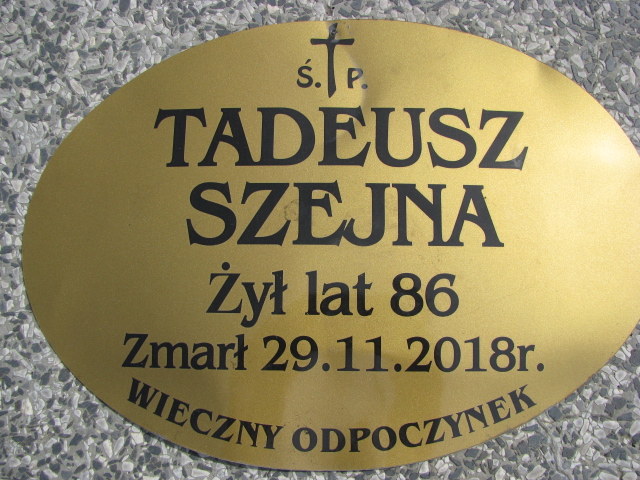 Ś. P.
TADEUSZ
SZEJNA
Żył lat 86
Zmarł 29.11.2018r.
WIECZNY ODPOCZYNEK